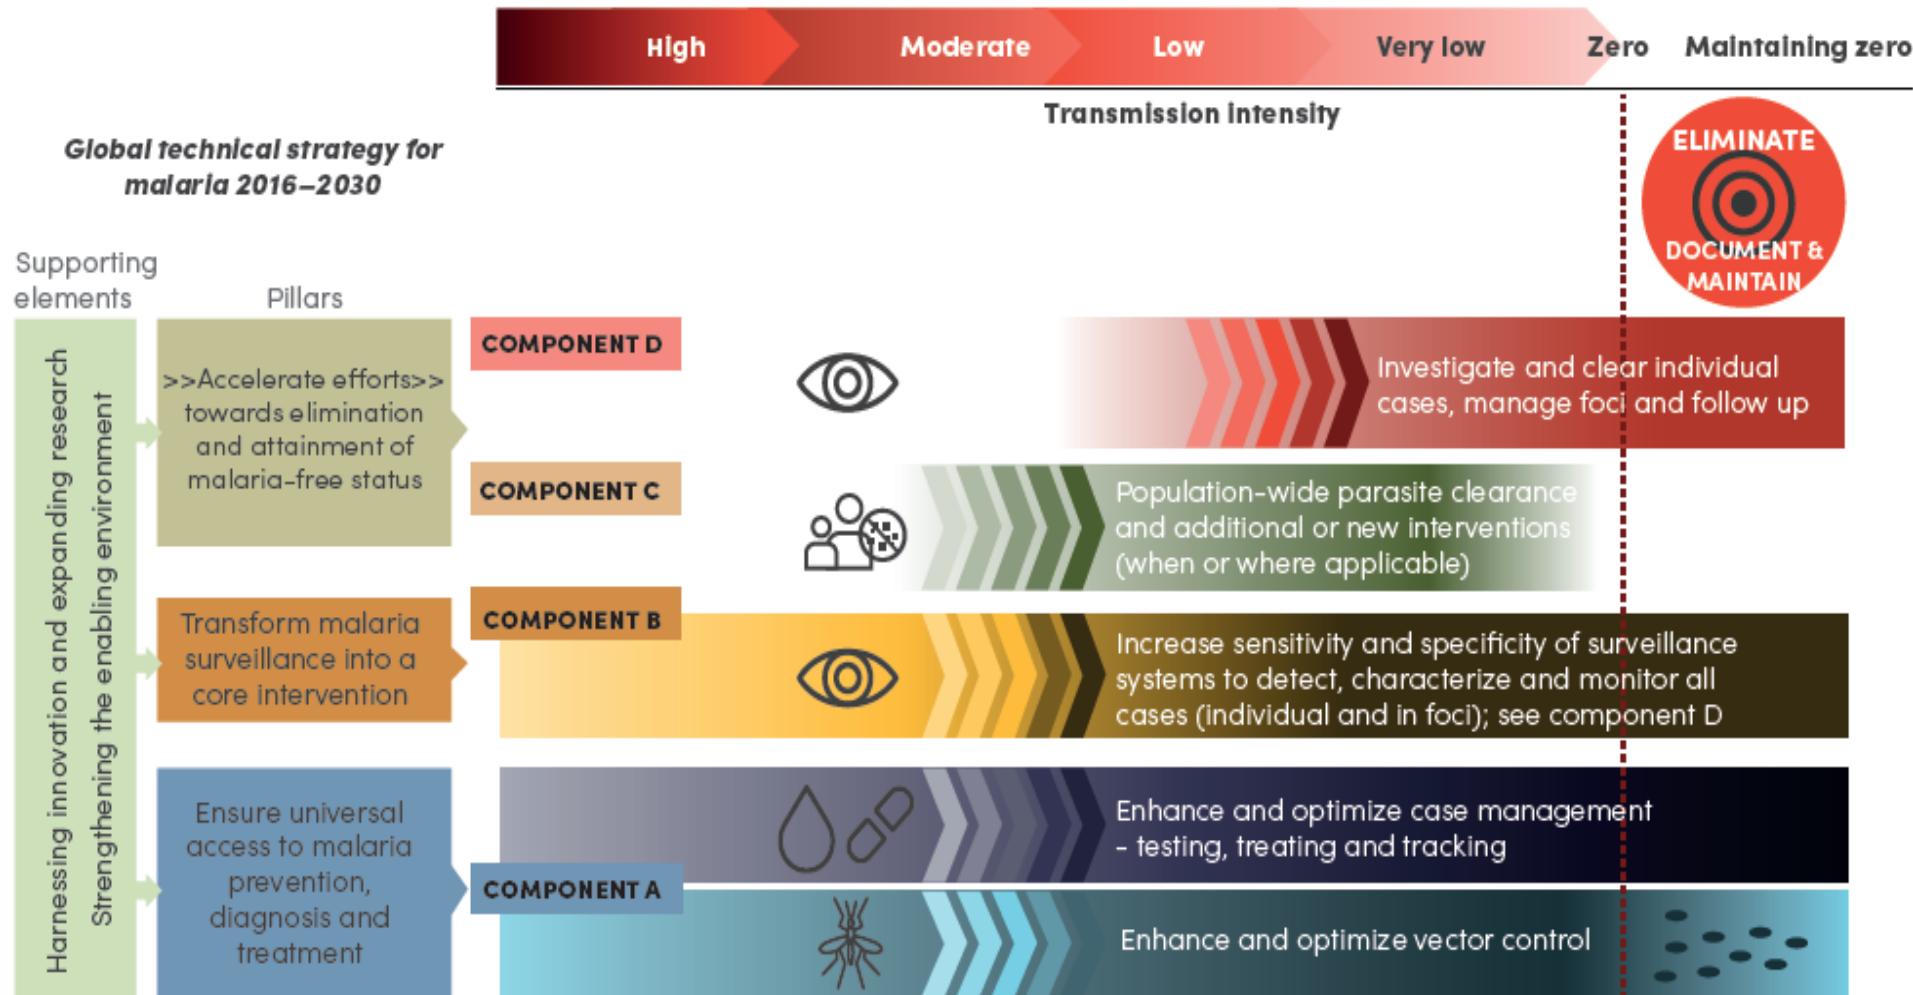 High
Moderate
Low
Very low
Zero
Maintaining zero
Transmission intensity
Global technical strategy for
malaria 2016–2030
ELIMINATE
DOCUMENT &
MAINTAIN
Supporting
elements
Pillars
Harnessing innovation and expanding research
Strengthening the enabling environment
>>Accelerate efforts>>
towards elimination
and attainment of
malaria-free status
COMPONENT D
Investigate and clear individual
cases, manage foci and follow up
COMPONENT C
Population-wide parasite clearance
and additional or new interventions
(when or where applicable)
Transform malaria
surveillance into a
core intervention
COMPONENT B
Increase sensitivity and specificity of surveillance
systems to detect, characterize and monitor all
cases (individual and in foci); see component D
Ensure universal
access to malaria
prevention,
diagnosis and
treatment
COMPONENT A
Enhance and optimize case management
- testing, treating and tracking
Enhance and optimize vector control